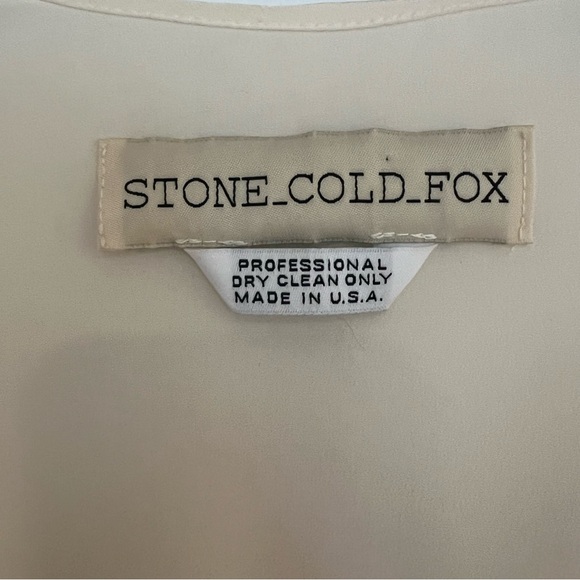 STONE_COLD_FOX
PROFESSIONAL
DRY CLEAN ONLY
MADE IN U.S.A.